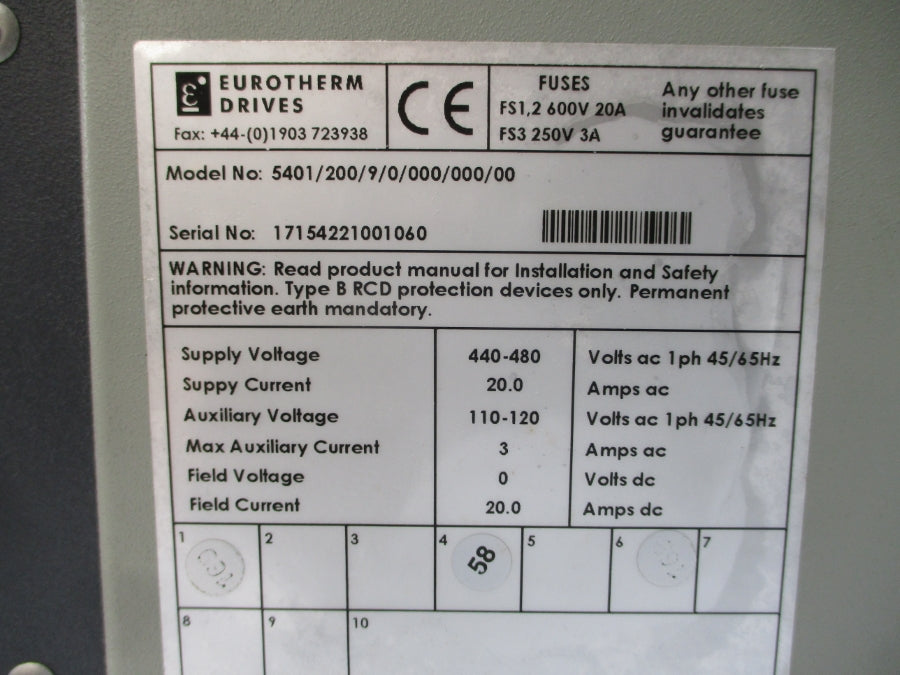 EUROTHERM
DRIVES
Fax: +44-(0)1903 723938
CE
FUSES
FS1,2 600V 20A
FS3 250V 3A
Any other fuse
invalidates
guarantee
Model No: 5401/200/9/0/000/000/00
Serial No: 17154221001060
WARNING: Read product manual for Installation and Safety
information. Type B RCD protection devices only. Permanent
protective earth mandatory.
Supply Voltage 440-480 Volts ac 1ph 45/65Hz
Suppy Current 20.0 Amps ac
Auxiliary Voltage 110-120 Volts ac 1ph 45/65Hz
Max Auxiliary Current 3 Amps ac
Field Voltage 0 Volts dc
Field Current 20.0 Amps dc
1 2 3 4 5 6 7
58
8 9 10